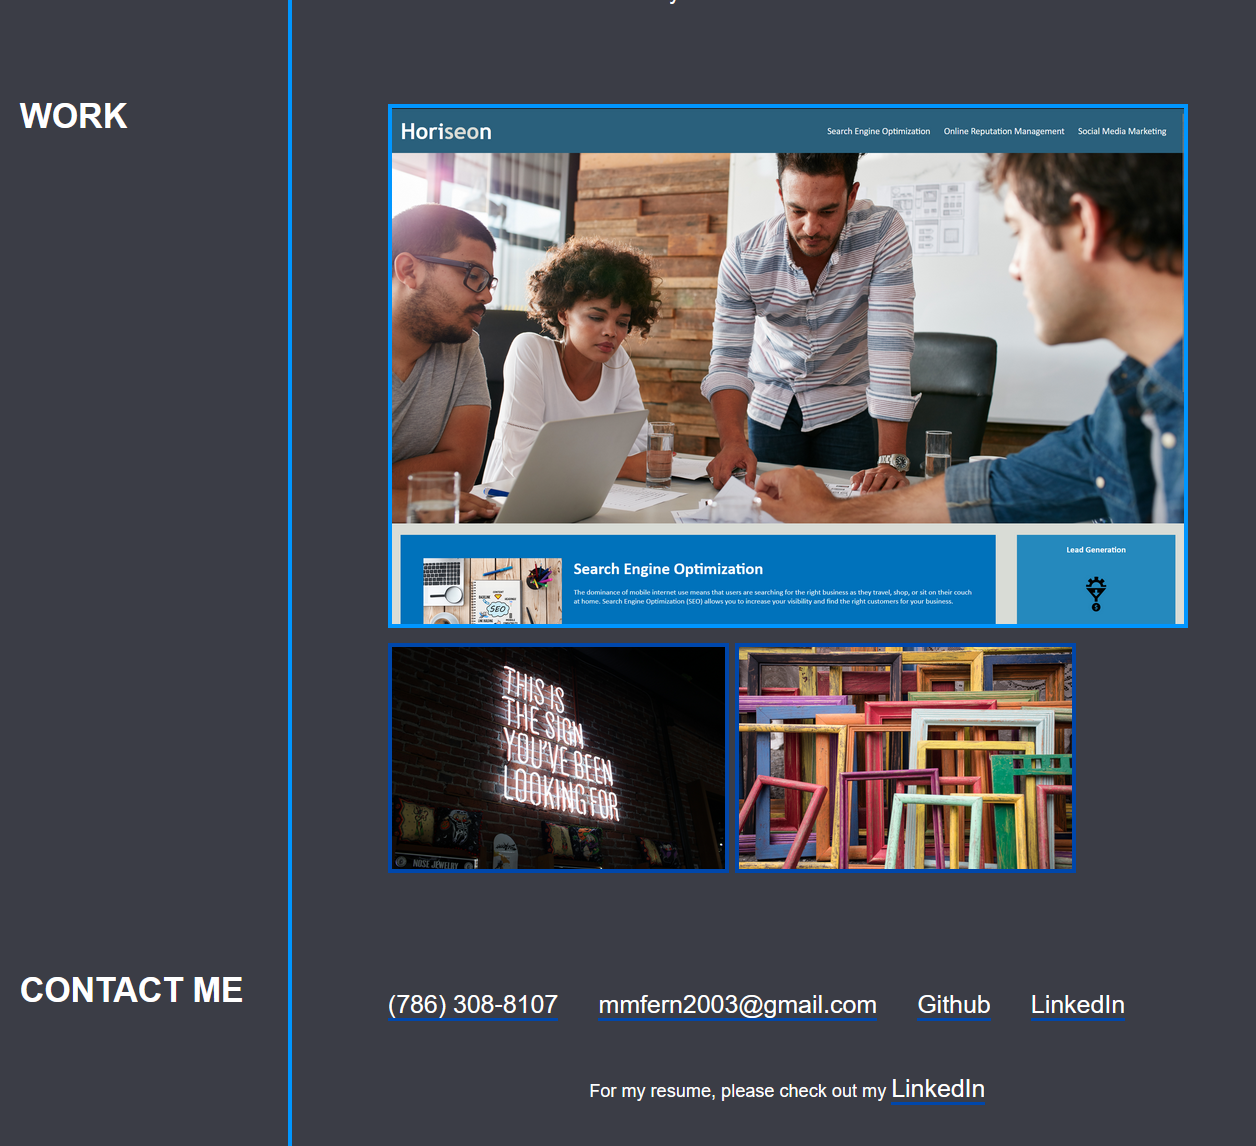 WORK
Horiseon
Search Engine Optimization Online Reputation Management Social Media Marketing
Search Engine Optimization
The dominance of mobile internet use means that users are searching for the right business as they travel, shop, or sit on their couch
at home. Search Engine Optimization (SEO) allows you to increase your visibility and find the right customers for your business.
Lead Generation
SEO
THIS IS
THE SIGN
YOU'VE BEEN
LOOKING FOR
NOSE JEWELRY
CONTACT ME
(786) 308-8107 mmfern2003@gmail.com Github LinkedIn
For my resume, please check out my LinkedIn